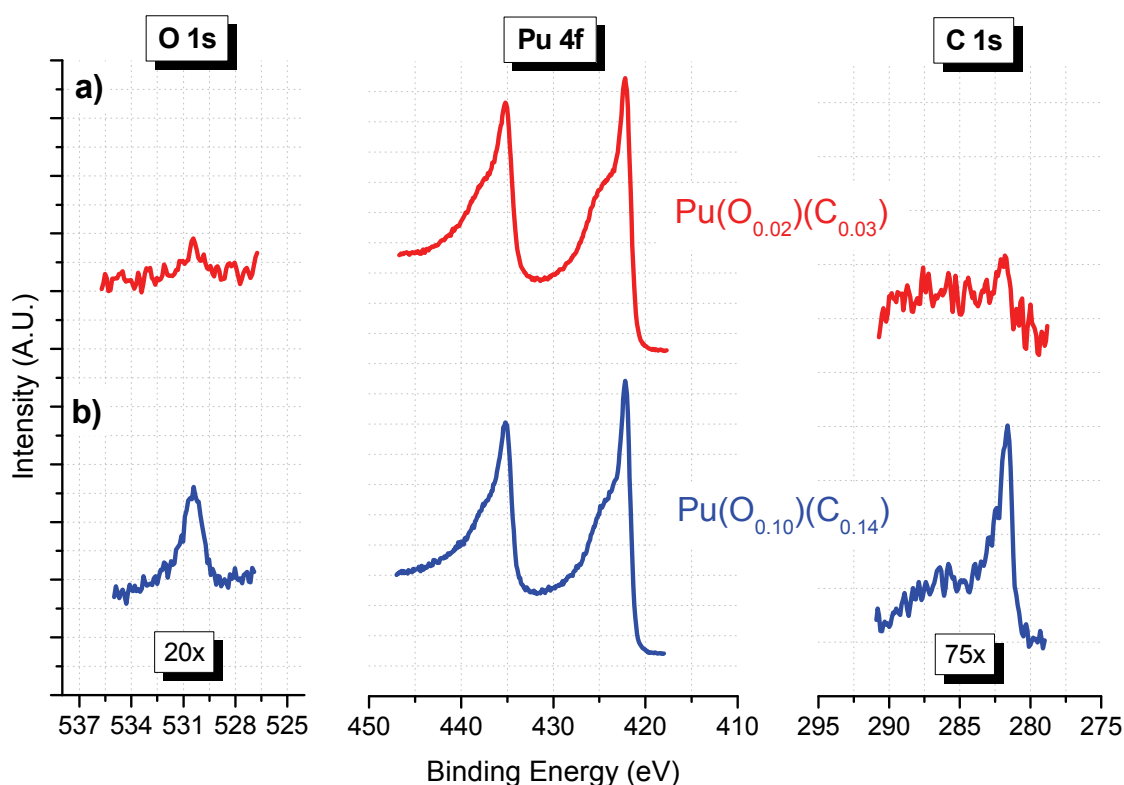 O 1s
Pu 4f
C 1s
a)
Pu(O0.02)(C0.03)
Intensity (A.U.)
b)
Pu(O0.10)(C0.14)
20x
75x
537 534 531 528 525
450 440 430 420 410
295 290 285 280 275
Binding Energy (eV)